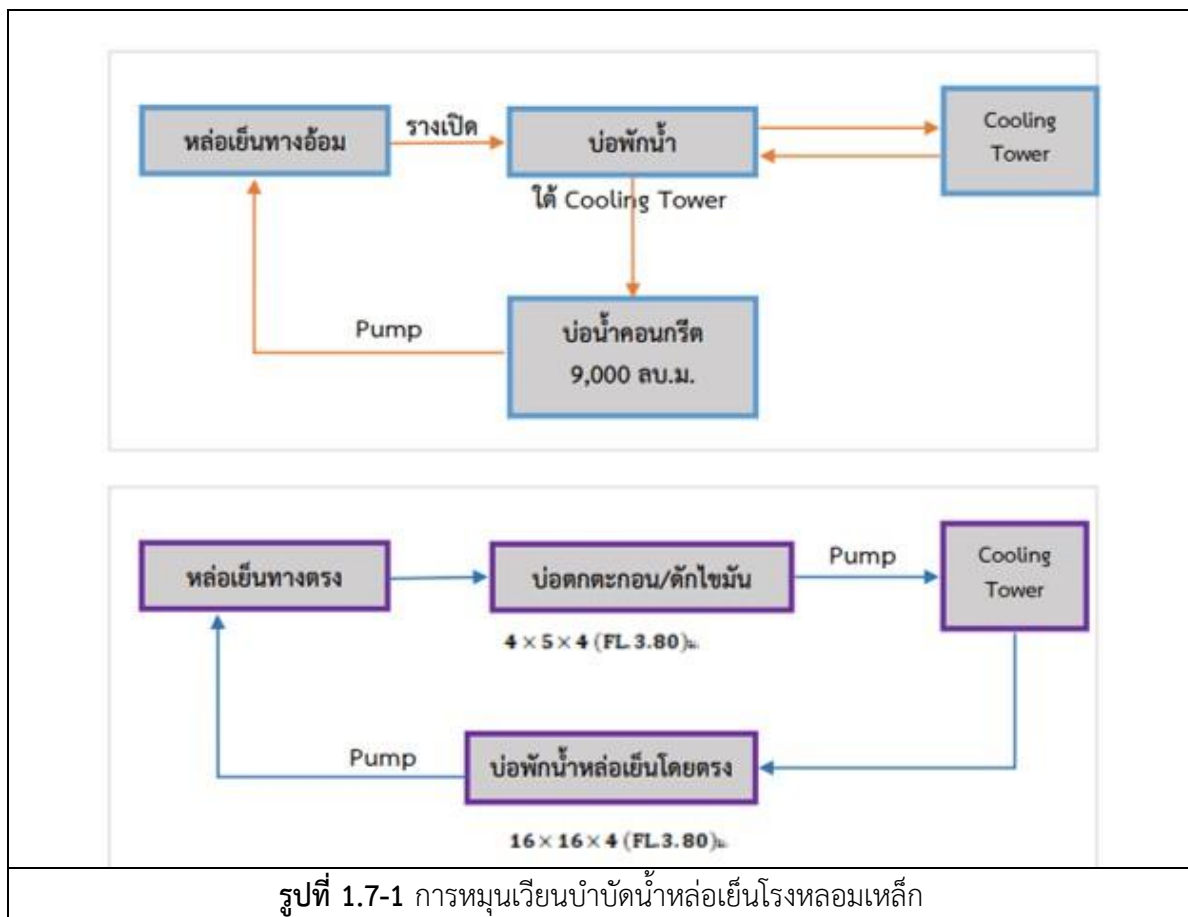 หล่อเย็นทางอ้อม
รางเปิด
บ่อพักน้ำ
Cooling
Tower
ใต้ Cooling Tower
Pump
บ่อน้ำคอนกรีต
9,000 ลบ.ม.
หล่อเย็นทางตรง
บ่อตกตะกอน/ดักไขมัน
Pump
Cooling
Tower
4 × 5 × 4 (FL.3.80)ม.
Pump
บ่อพักน้ำหล่อเย็นโดยตรง
16 × 16 × 4 (FL.3.80)ม.
รูปที่ 1.7-1 การหมุนเวียนบำบัดน้ำหล่อเย็นโรงหลอมเหล็ก